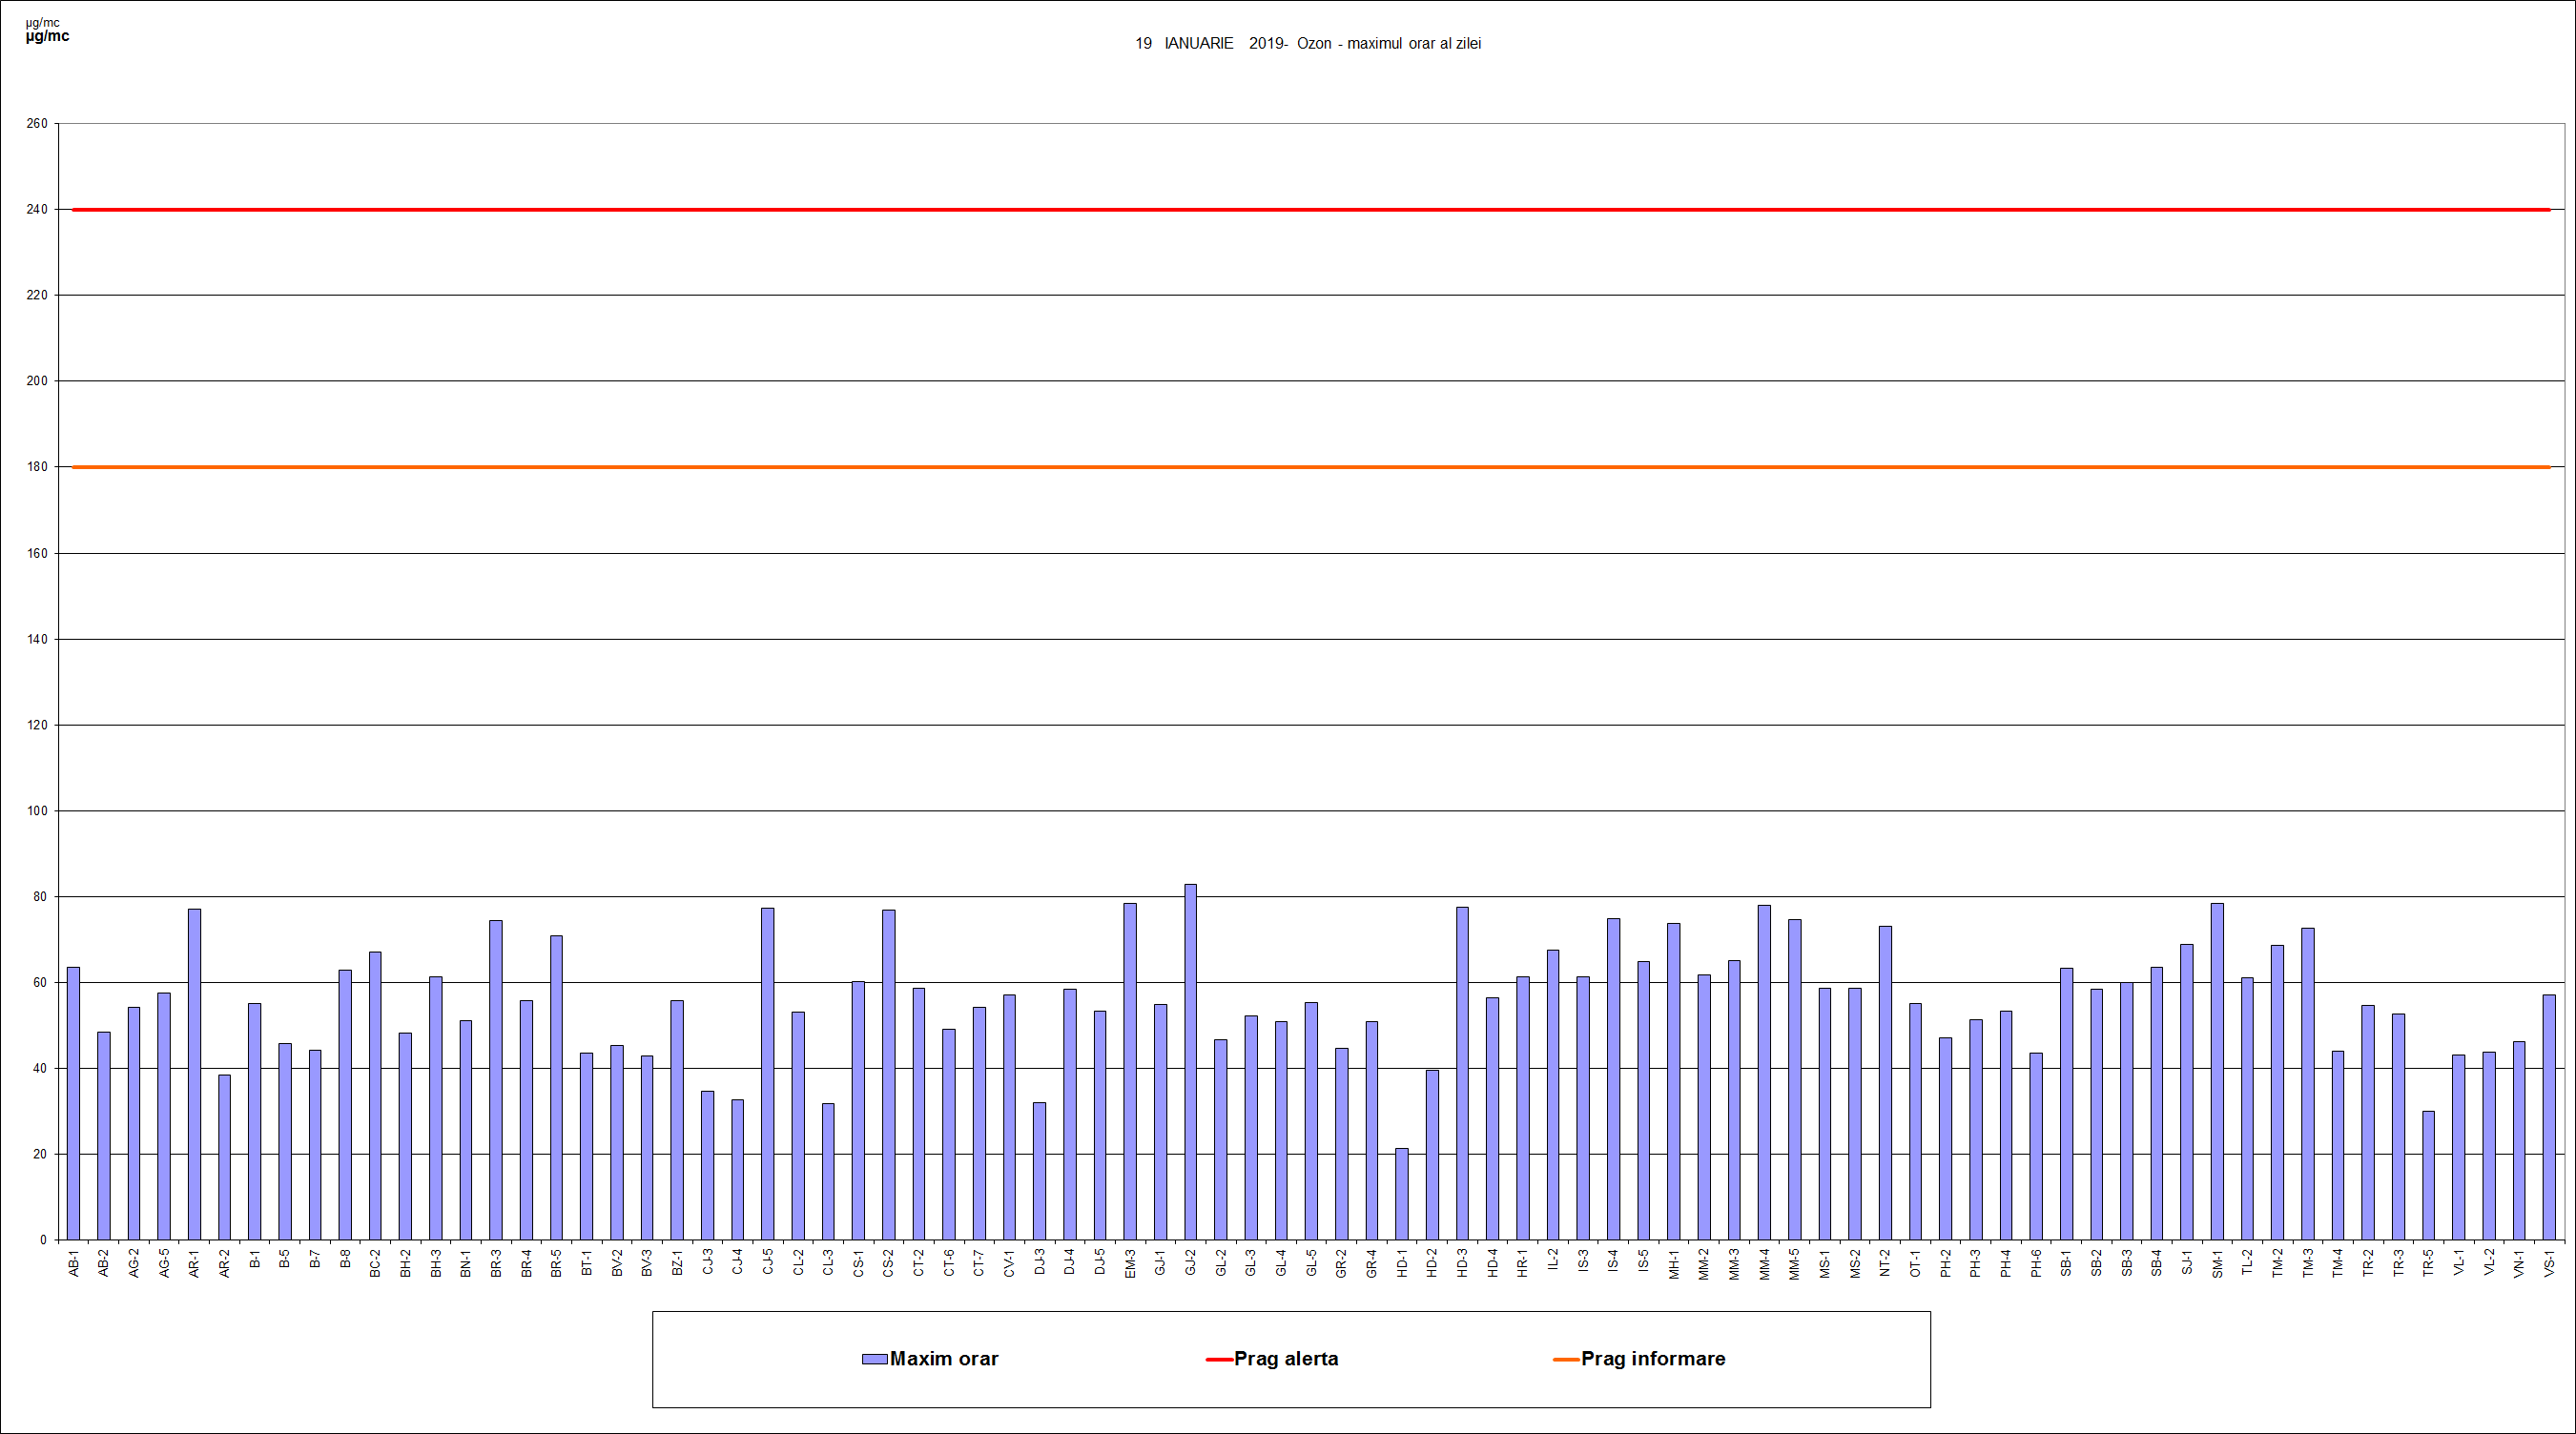 µg/mc
µg/mc
19 IANUARIE 2019- Ozon - maximul orar al zilei
260
240
220
200
180
160
140
120
100
80
60
40
20
0
AB-1
AB-2
AG-2
AG-5
AR-1
AR-2
B-1
B-5
B-7
B-8
BC-2
BH-2
BH-3
BN-1
BR-3
BR-4
BR-5
BT-1
BV-2
BV-3
BZ-1
CJ-3
CJ-4
CJ-5
CL-2
CL-3
CS-1
CS-2
CT-2
CT-6
CT-7
CV-1
DJ-3
DJ-4
DJ-5
EM-3
GJ-1
GJ-2
GL-2
GL-3
GL-4
GL-5
GR-2
GR-4
HD-1
HD-2
HD-3
HD-4
HR-1
IL-2
IS-3
IS-4
IS-5
MH-1
MM-2
MM-3
MM-4
MM-5
MS-1
MS-2
NT-2
OT-1
PH-2
PH-3
PH-4
PH-6
SB-1
SB-2
SB-3
SB-4
SJ-1
SM-1
TL-2
TM-2
TM-3
TM-4
TR-2
TR-3
TR-5
VL-1
VL-2
VN-1
VS-1
Maxim orar
Prag alerta
Prag informare